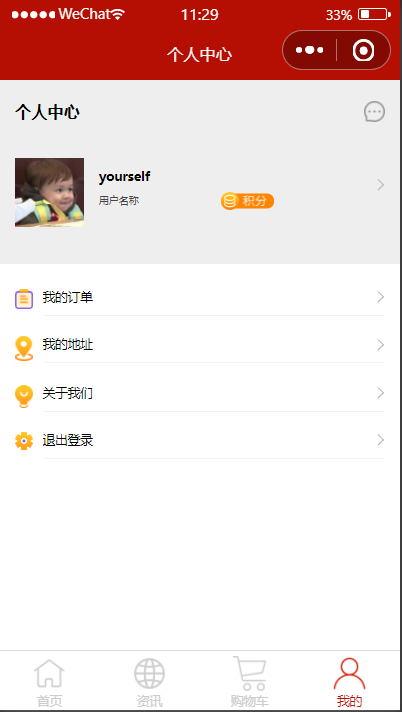 WeChat 11:29 33%
个人中心
个人中心
yourself
用户名称 积分
我的订单
我的地址
关于我们
退出登录
首页 资讯 购物车 我的